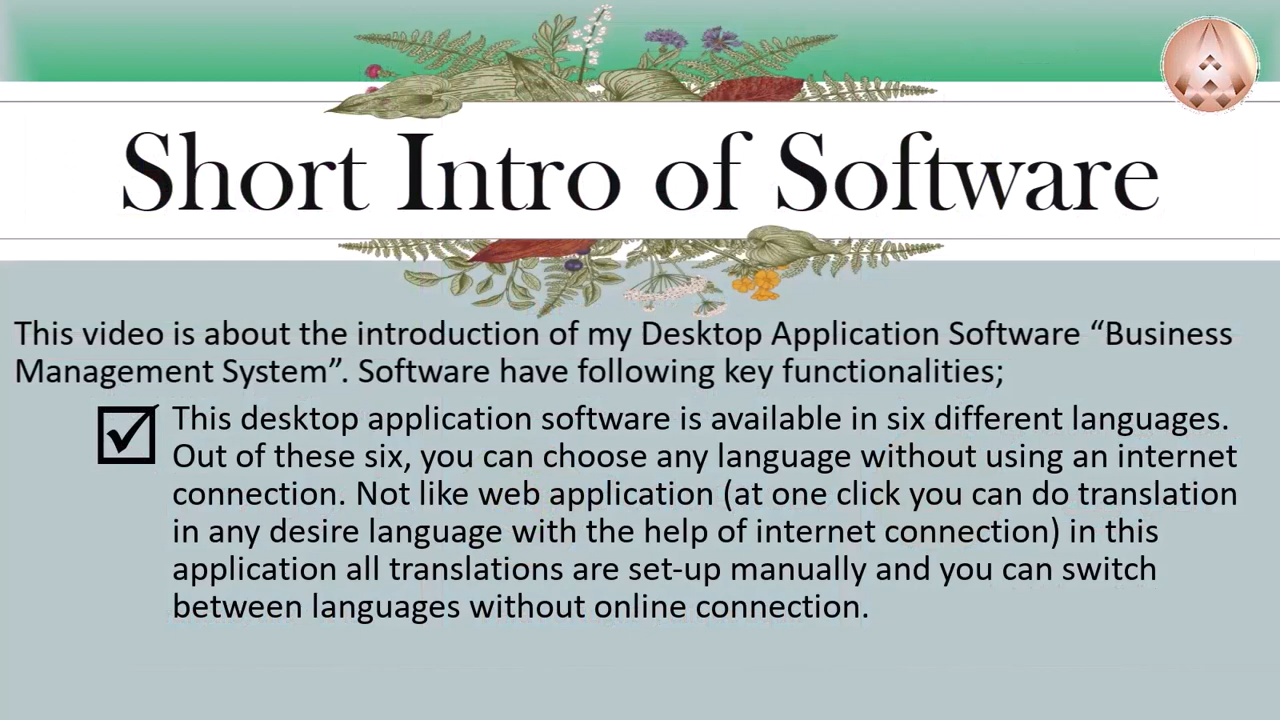 Short Intro of Software
This video is about the introduction of my Desktop Application Software “Business
Management System”. Software have following key functionalities;
This desktop application software is available in six different languages.
Out of these six, you can choose any language without using an internet
connection. Not like web application (at one click you can do translation
in any desire language with the help of internet connection) in this
application all translations are set-up manually and you can switch
between languages without online connection.